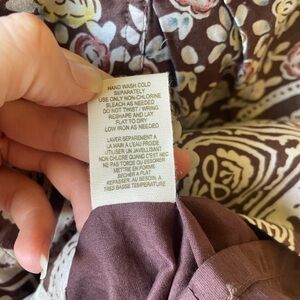 HAND WASH COLD
SEPARATELY
USE ONLY NON-CHLORINE
BLEACH AS NEEDED
DO NOT TWIST / WRING
RESHAPE AND LAY
FLAT TO DRY
LOW IRON AS NEEDED
LAVER SEPAREMENT A
LA MAIN A L'EAU FROIDE
UTILISER UN JAVELLISANT
NON CHLORE QUAND C'EST NEC
NE PAS TORDE OU ESSORER
METTRE EN FORME
SECHER A PLAT
REPASSER, AU BESOIN, A
TRES BASSE TEMPERATURE